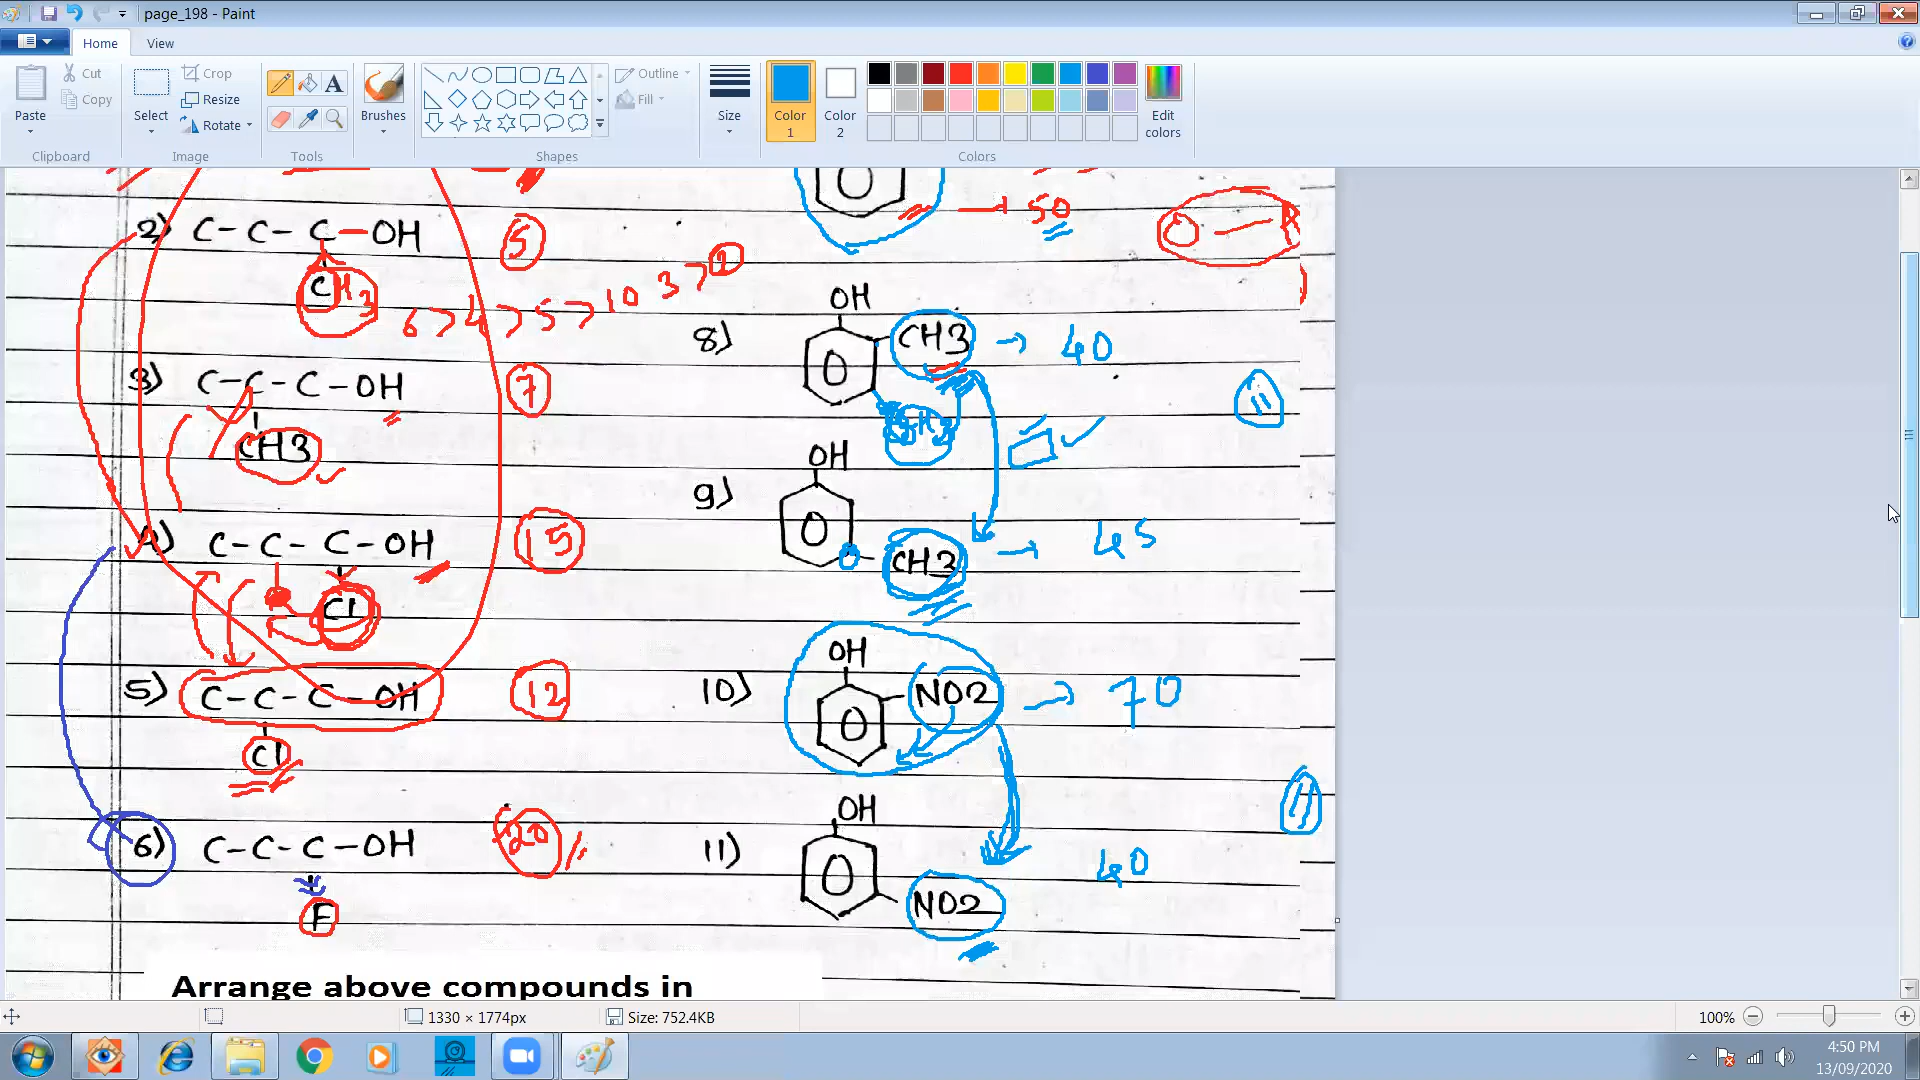 page_198 - Paint
Home
View
Paste
Cut
Copy
Clipboard
Select
Crop
Resize
Rotate
Image
A
Tools
Brushes
Shapes
Outline
Fill
Size
Color 1
Color 2
Edit colors
Colors
2) C-C-C-OH
CH3
5
6>4>5>10 3>
3) C-C-C-OH
CH3
7
4) C-C-C-OH
Cl
15
5) C-C-C-OH
Cl
12
6) C-C-C-OH
F
20
→ 50
8) OH
CH3 → 40
9) OH
CH3 → 45
10) OH
NO2 → 70
11) OH
NO2
40
Arrange above compounds in
1330 × 1774px
Size: 752.4KB
100%
4:50 PM
13/09/2020